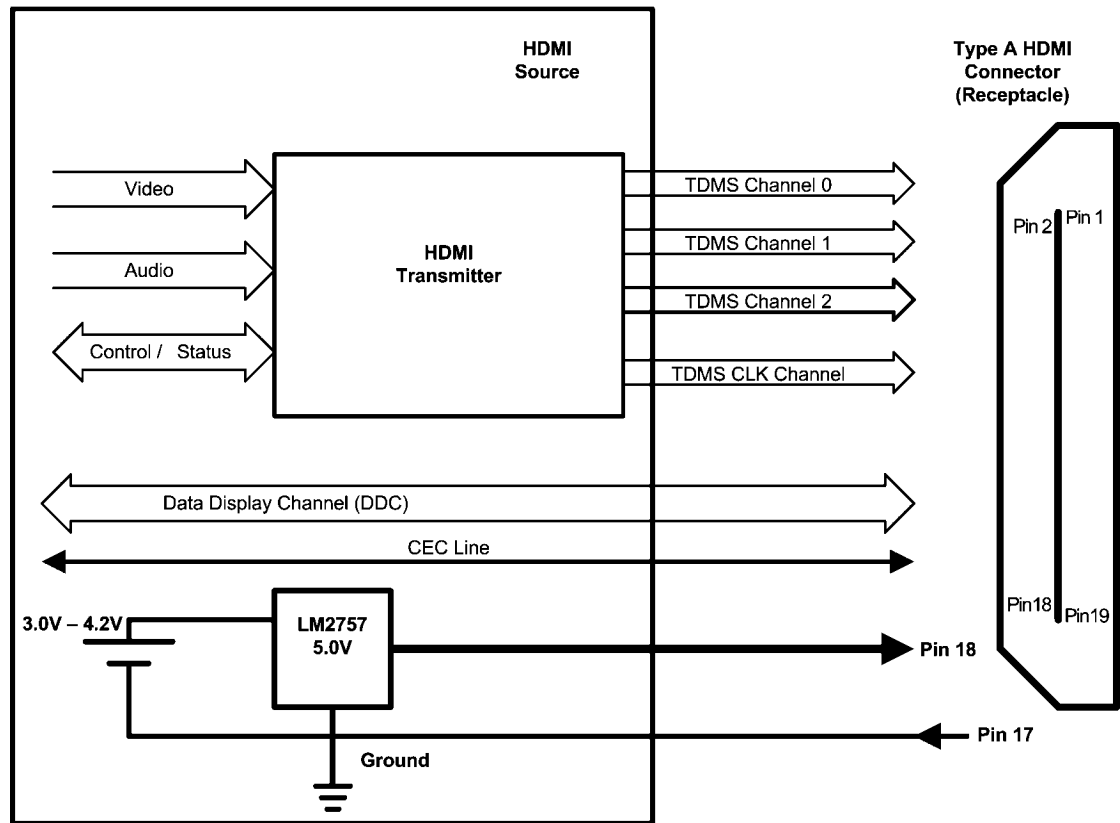 HDMI
Source
Type A HDMI
Connector
(Receptacle)
Video
Audio
Control / Status
HDMI
Transmitter
TDMS Channel 0
TDMS Channel 1
TDMS Channel 2
TDMS CLK Channel
Pin 2
Pin 1
Pin18
Pin19
Data Display Channel (DDC)
CEC Line
3.0V – 4.2V
LM2757
5.0V
Pin 18
Pin 17
Ground